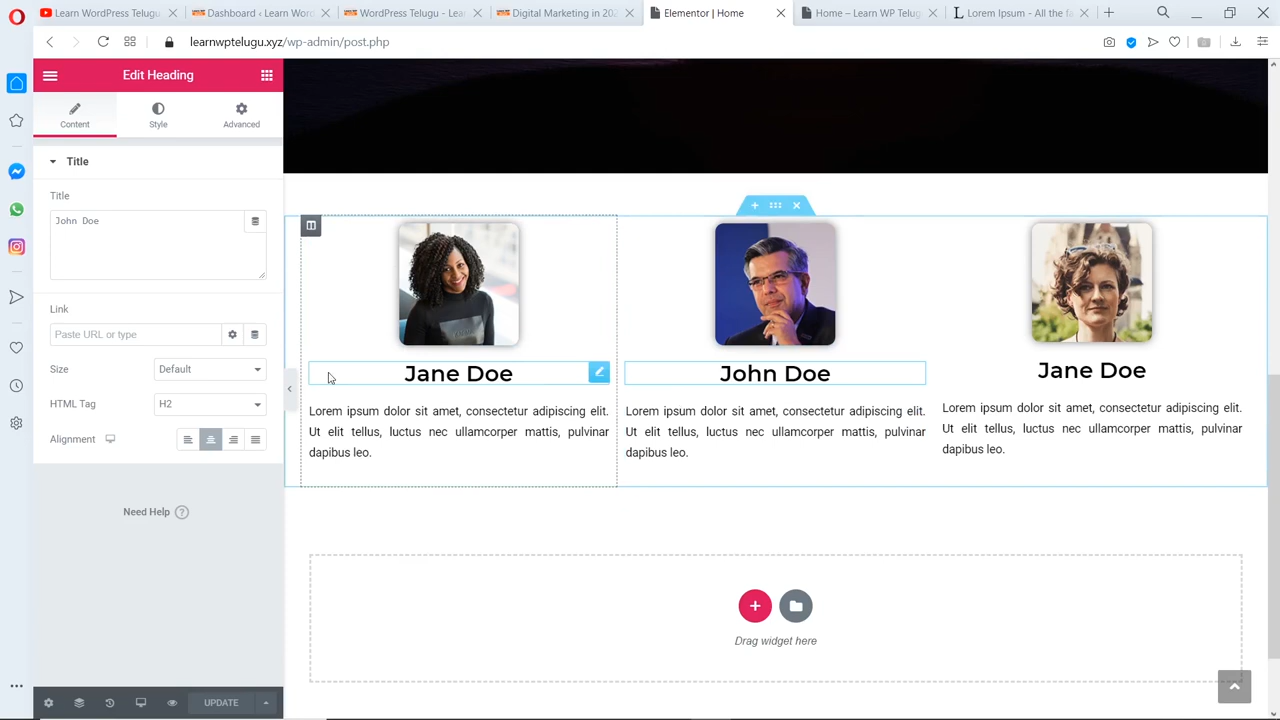 Learn WordPress Telugu
Dashboard ‹ Learn Word
WordPress Telugu - Lea
Digital Marketing in 202
Elementor | Home
Home – Learn WP Telug
Lorem Ipsum - All the fa
learnwptelugu.xyz/wp-admin/post.php
Edit Heading
Content
Style
Advanced
Title
Title
John Doe
Link
Paste URL or type
Size
Default
HTML Tag
H2
Alignment
Need Help ?
UPDATE
Jane Doe
Lorem ipsum dolor sit amet, consectetur adipiscing elit.
Ut elit tellus, luctus nec ullamcorper mattis, pulvinar
dapibus leo.
John Doe
Lorem ipsum dolor sit amet, consectetur adipiscing elit.
Ut elit tellus, luctus nec ullamcorper mattis, pulvinar
dapibus leo.
Jane Doe
Lorem ipsum dolor sit amet, consectetur adipiscing elit.
Ut elit tellus, luctus nec ullamcorper mattis, pulvinar
dapibus leo.
Drag widget here